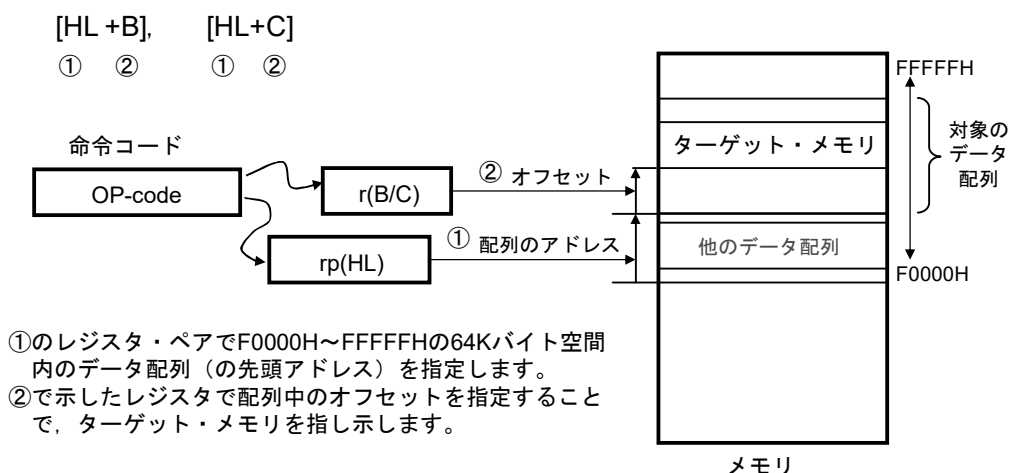 [HL +B], [HL+C]
① ② ① ②
FFFFFH
対象の
データ
配列
ターゲット・メモリ
命令コード
OP-code
r(B/C)
② オフセット
rp(HL)
① 配列のアドレス
他のデータ配列
F0000H
①のレジスタ・ペアでF0000H～FFFFFHの64Kバイト空間
内のデータ配列（の先頭アドレス）を指定します。
②で示したレジスタで配列中のオフセットを指定すること
で，ターゲット・メモリを指し示します。
メモリ